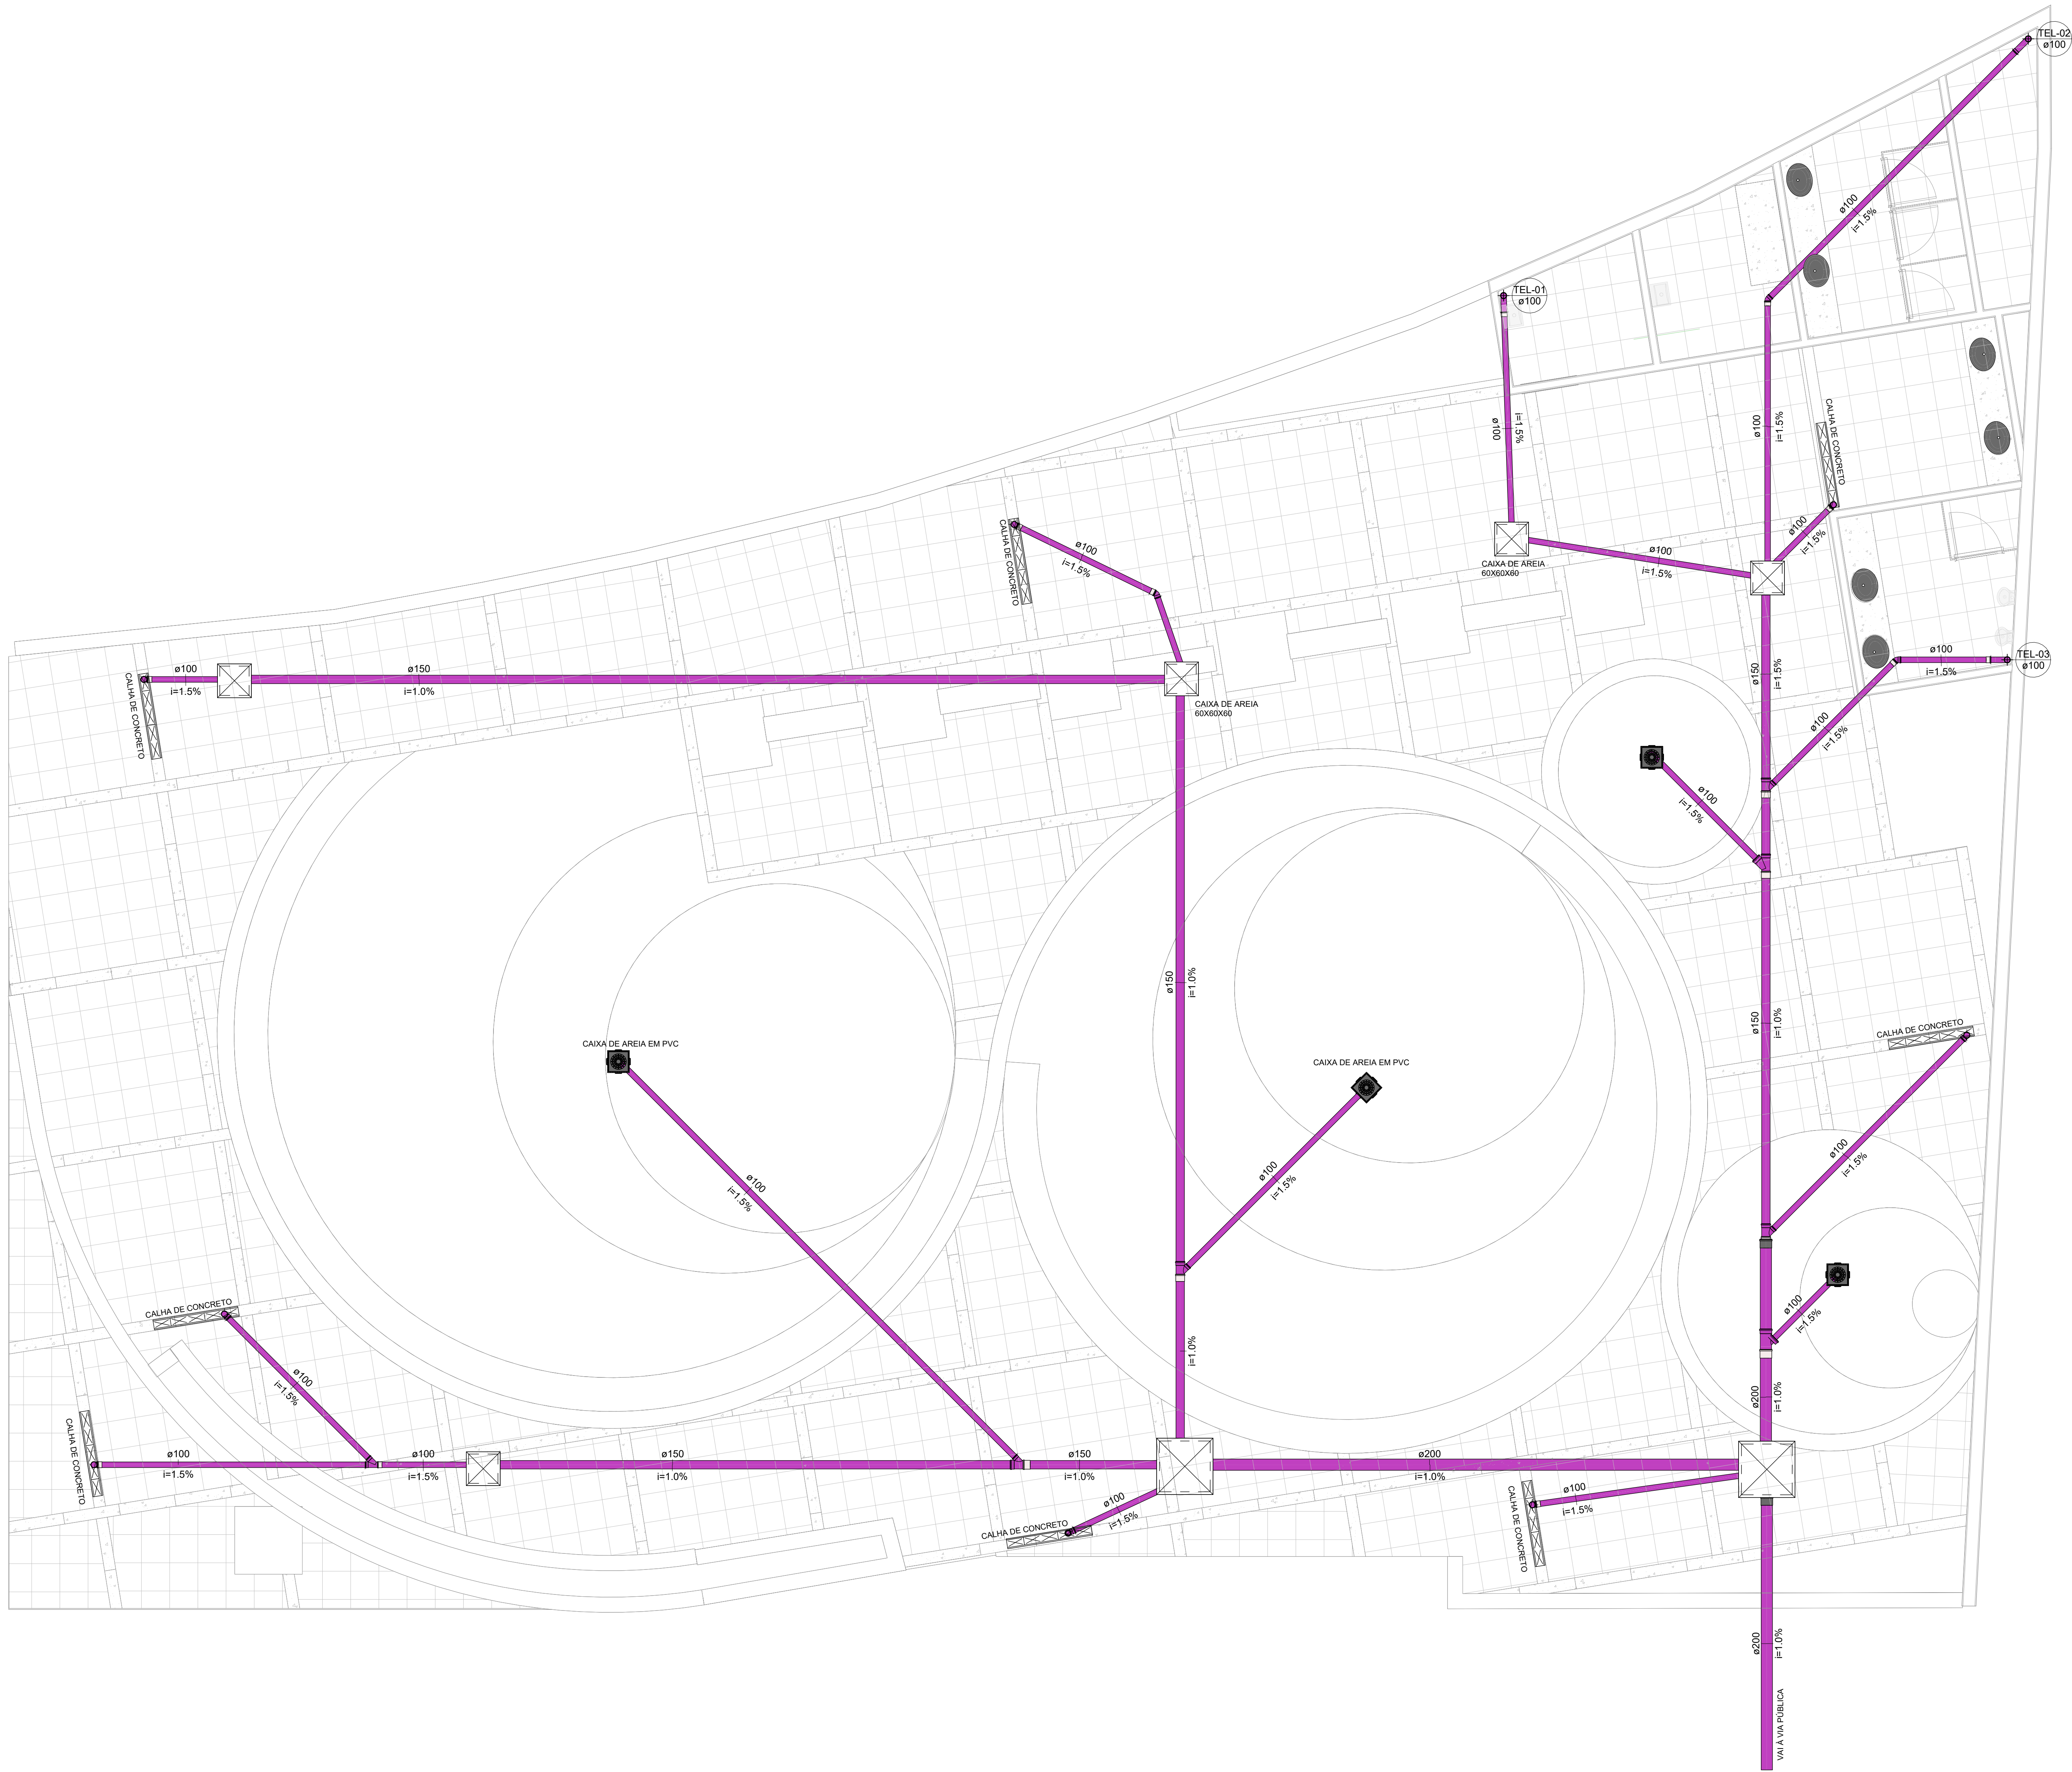 TEL-02
ø100
ø100
i=1.5%
TEL-01
ø100
ø100
i=1.5%
ø100
i=1.5%
CALHA DE CONCRETO
ø100
i=1.5%
CALHA DE CONCRETO
ø100
i=1.5%
CAIXA DE AREIA
60X60X60
ø100
i=1.5%
CALHA DE CONCRETO
ø100
i=1.5%
ø150
i=1.0%
CAIXA DE AREIA
60X60X60
ø150
i=1.5%
ø100
i=1.5%
TEL-03
ø100
ø100
i=1.5%
ø100
i=1.5%
ø150
i=1.0%
ø150
i=1.0%
CALHA DE CONCRETO
CAIXA DE AREIA EM PVC
CAIXA DE AREIA EM PVC
ø100
i=1.5%
ø100
i=1.5%
ø100
i=1.5%
CALHA DE CONCRETO
ø100
i=1.5%
ø100
i=1.5%
i=1.0%
ø200
i=1.0%
CALHA DE CONCRETO
ø100
i=1.5%
ø100
i=1.5%
ø150
i=1.0%
ø150
i=1.0%
ø200
i=1.0%
CALHA DE CONCRETO
ø100
i=1.5%
CALHA DE CONCRETO
ø100
i=1.5%
ø200
i=1.0%
VAI À VIA PÚBLICA